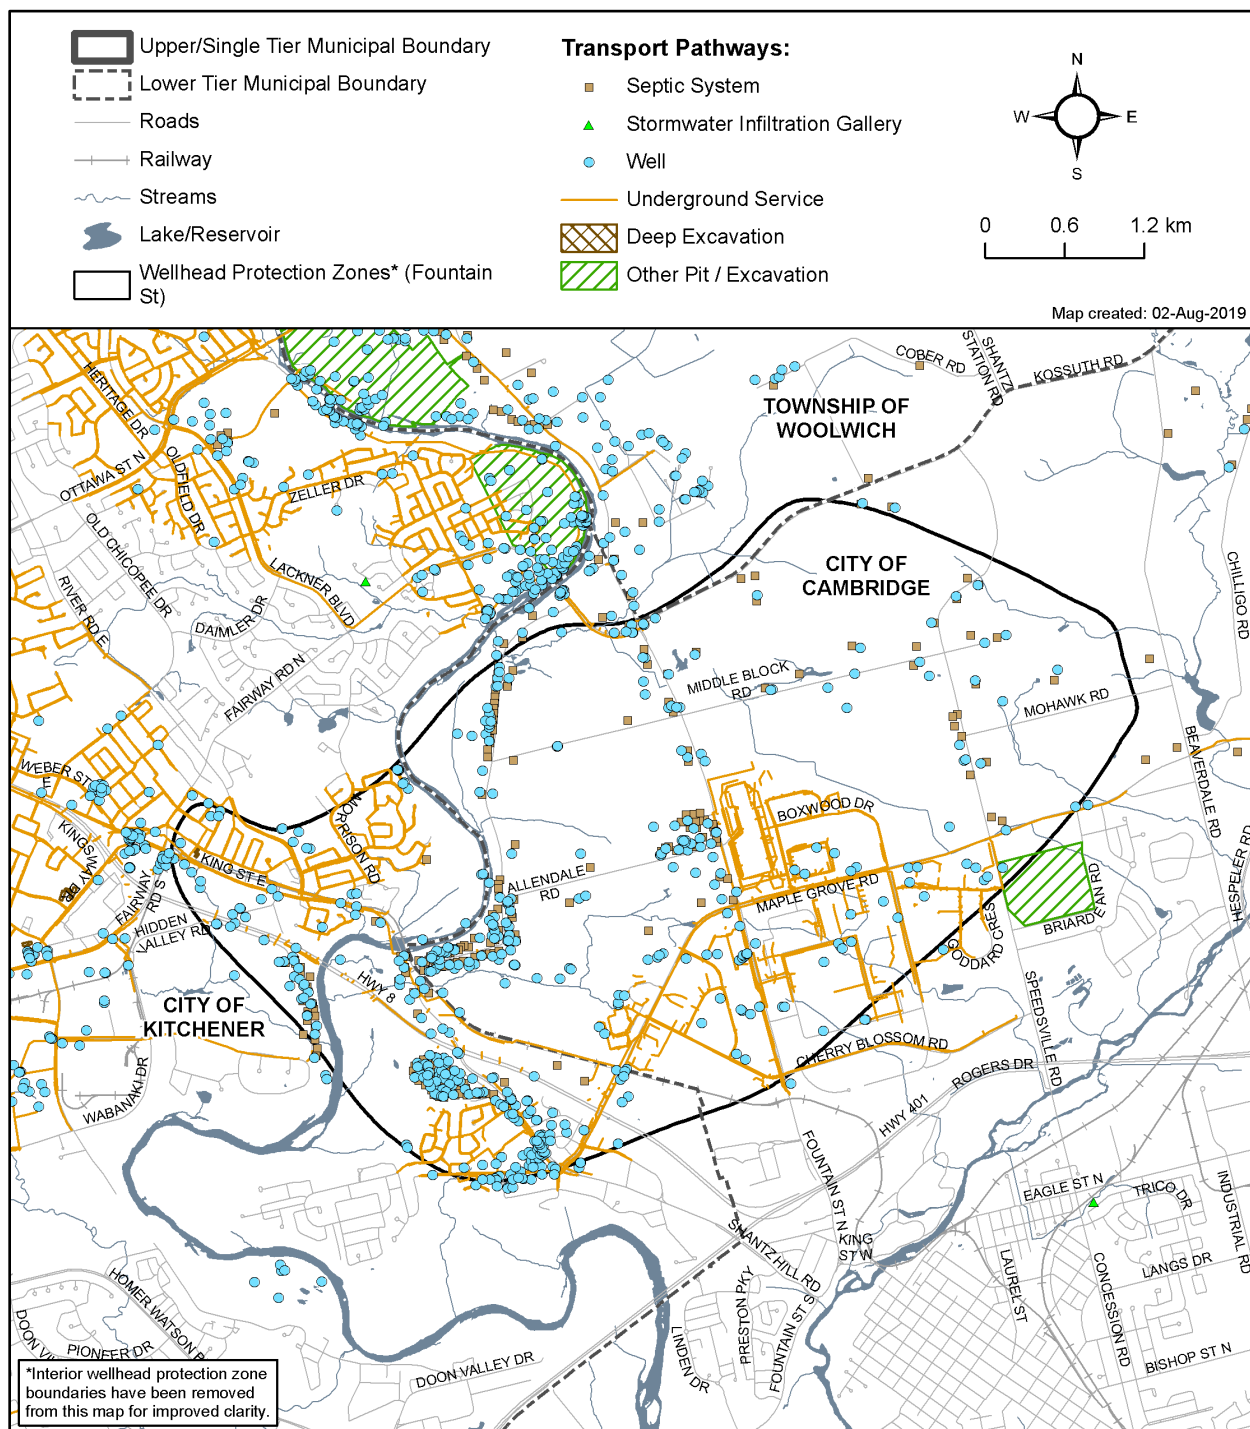 Upper/Single Tier Municipal Boundary
Lower Tier Municipal Boundary
Roads
Railway
Streams
Lake/Reservoir
Wellhead Protection Zones* (Fountain
St)
Transport Pathways:
Septic System
Stormwater Infiltration Gallery
Well
Underground Service
Deep Excavation
Other Pit / Excavation
N
W E
S
0 0.6 1.2 km
Map created: 02-Aug-2019
COBER RD
SHANTZ
STATION RD
KOSSUTH RD
HERITAGE DR
TOWNSHIP OF
WOOLWICH
OTTAWA ST N
OLDFIELD DR
ZELLER DR
OLD CHICOPEE DR
LACKNER BLVD
CITY OF
CAMBRIDGE
CHILLIGO RD
RIVER RD E
DAIMLER DR
FAIRWAY RD N
MIDDLE BLOCK
RD
MOHAWK RD
BEAVERDALE RD
WEBER ST
E
KINGSWAY
MORRISON RD
BOXWOOD DR
KING ST E
FAIRWAY
RD S
ALLENDALE
RD
MAPLE GROVE RD
HIDDEN
VALLEY RD
GODDARD CRES
BRIARDEAN RD
HESPELER RD
HWY 8
CITY OF
KITCHENER
SPEEDSVILLE RD
CHERRY BLOSSOM RD
ROGERS DR
WABANAKI DR
HWY 401
FOUNTAIN ST N
EAGLE ST N
TRICO DR
INDUSTRIAL RD
KING
ST W
SHANTZ HILL RD
LAUREL ST
CONCESSION RD
LANGS DR
HOMER WATSON
PRESTON PKY
FOUNTAIN ST S
LINDEN DR
DOON
PIONEER DR
DOON VALLEY DR
BISHOP ST N
*Interior wellhead protection zone
boundaries have been removed
from this map for improved clarity.